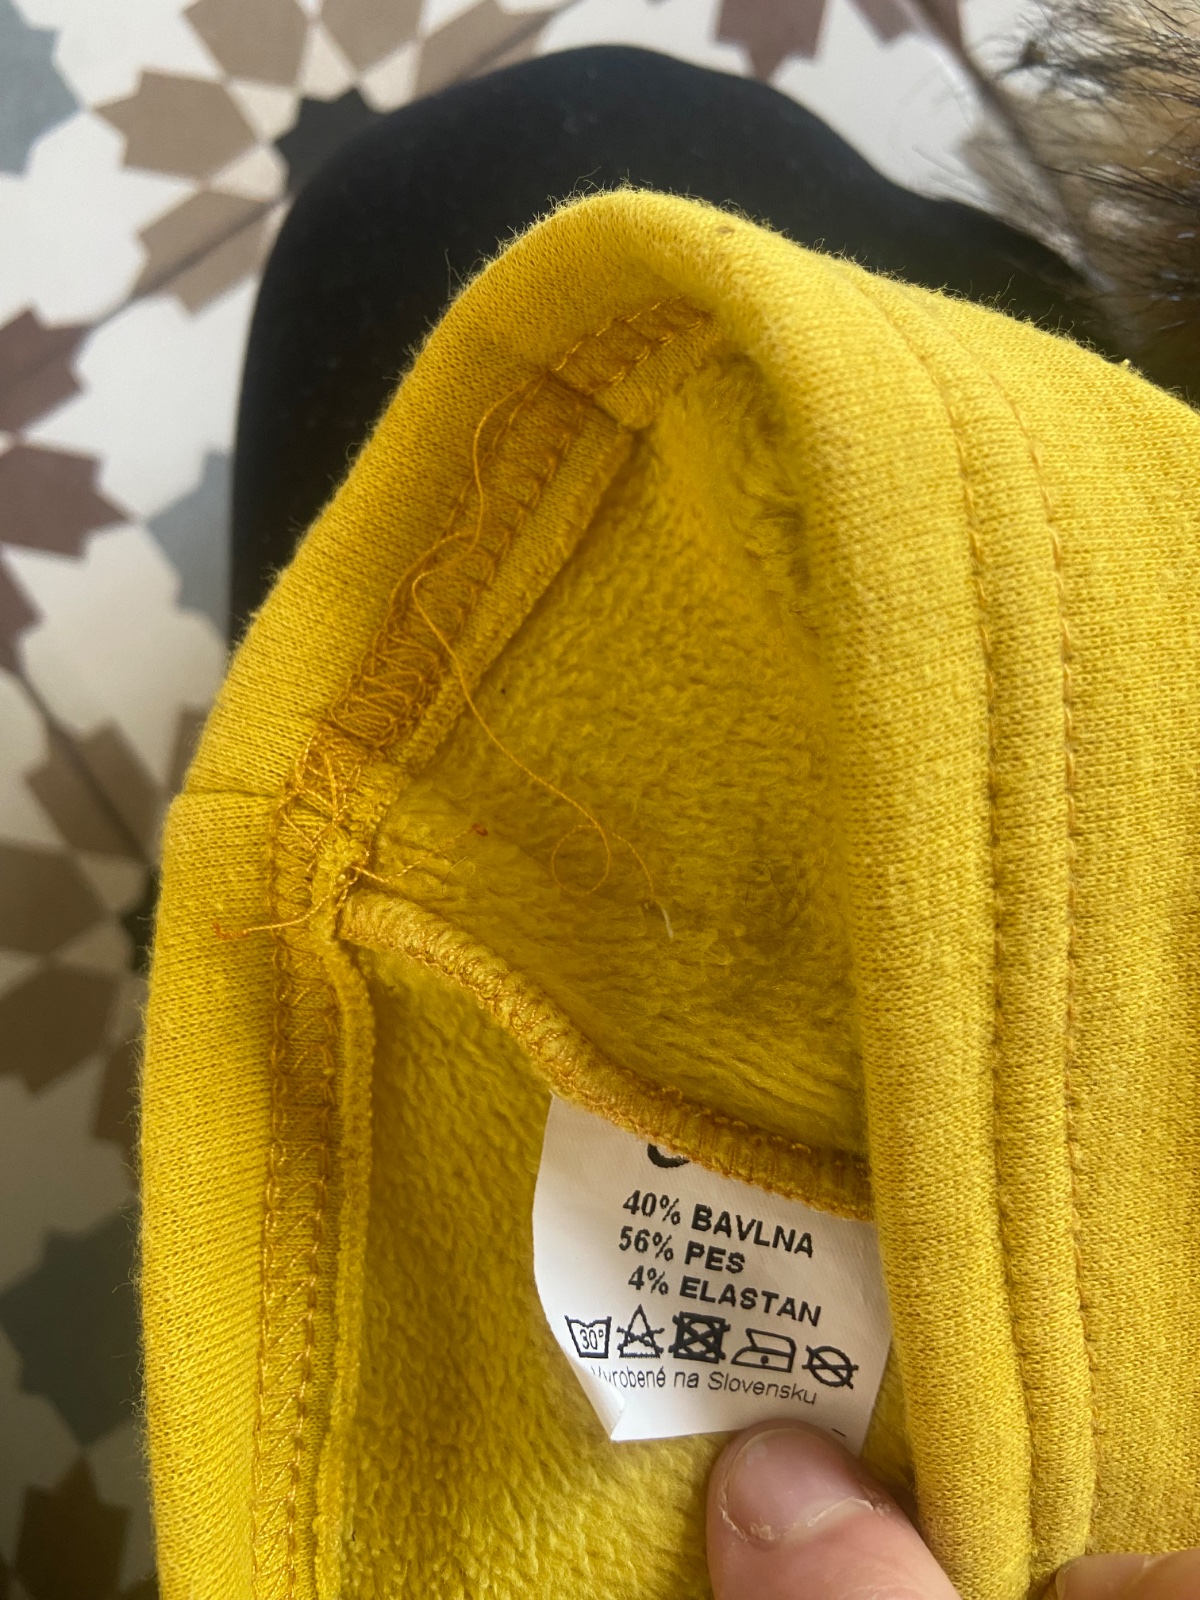 40% BAVLNA
56% PES
4% ELASTAN
30°
Vyrobené na Slovensku